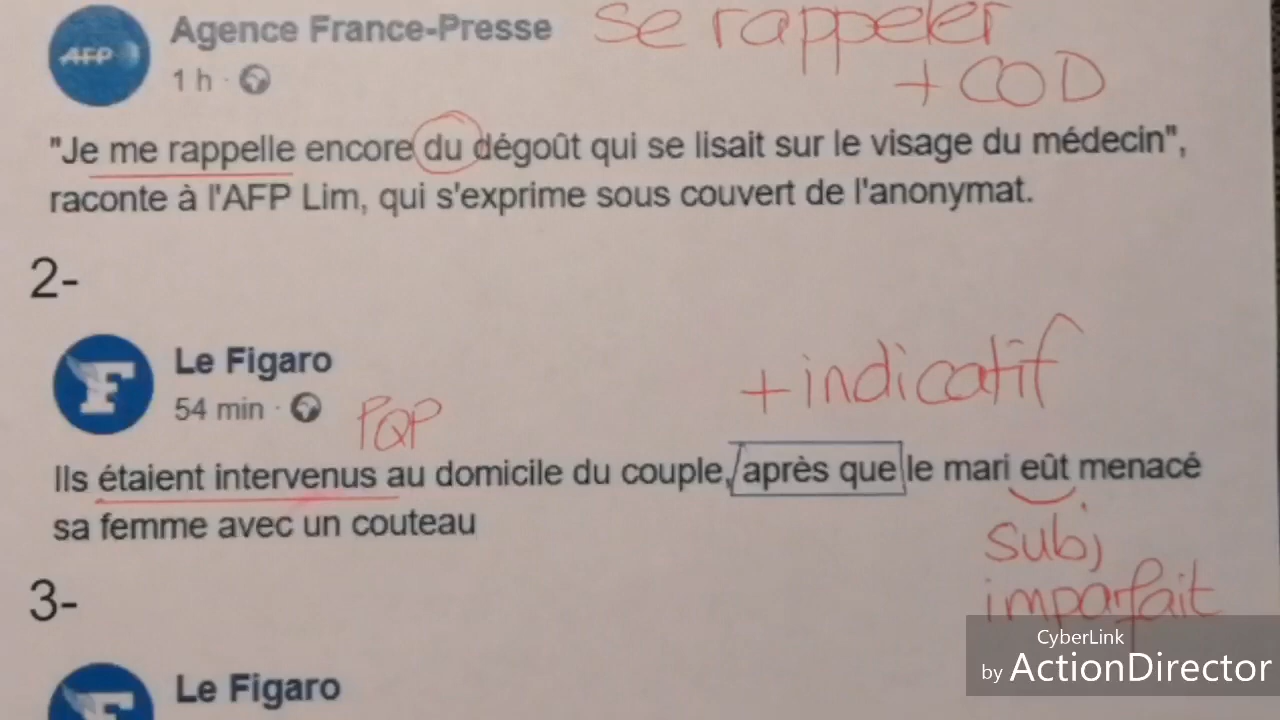 Agence France-Presse
se rappeler
AFP
1 h ·
+ COD
"Je me rappelle encore du dégoût qui se lisait sur le visage du médecin",
raconte à l'AFP Lim, qui s'exprime sous couvert de l'anonymat.
2-
Le Figaro
+ indicatif
54 min ·
PQP
Ils étaient intervenus au domicile du couple, après que le mari eût menacé
sa femme avec un couteau
subj
imparfait
3-
Le Figaro
CyberLink
by ActionDirector